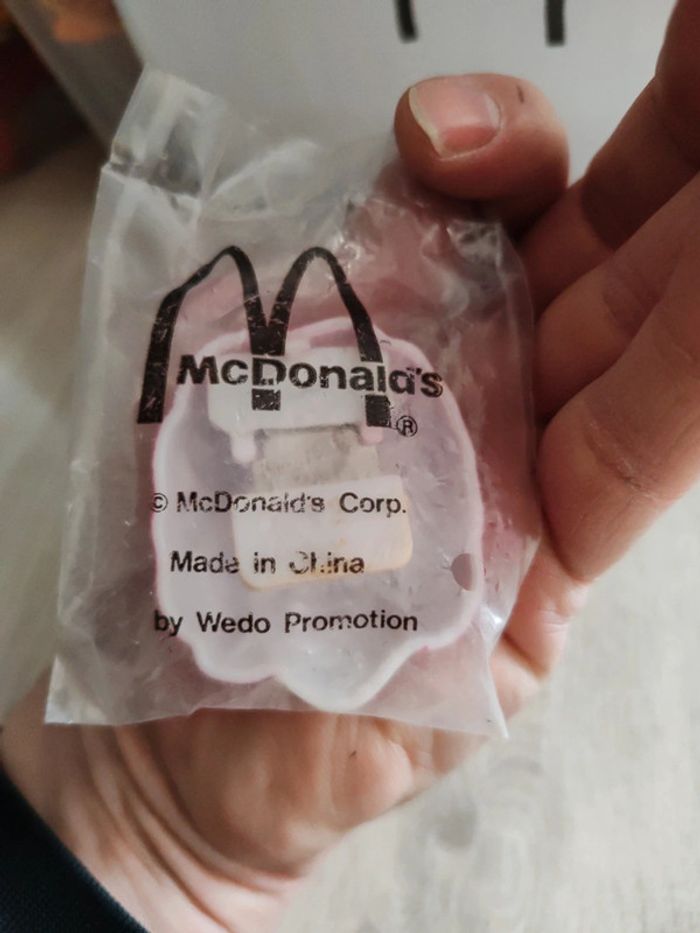 McDonald's
®
© McDonald's Corp.
Made in China
by Wedo Promotion